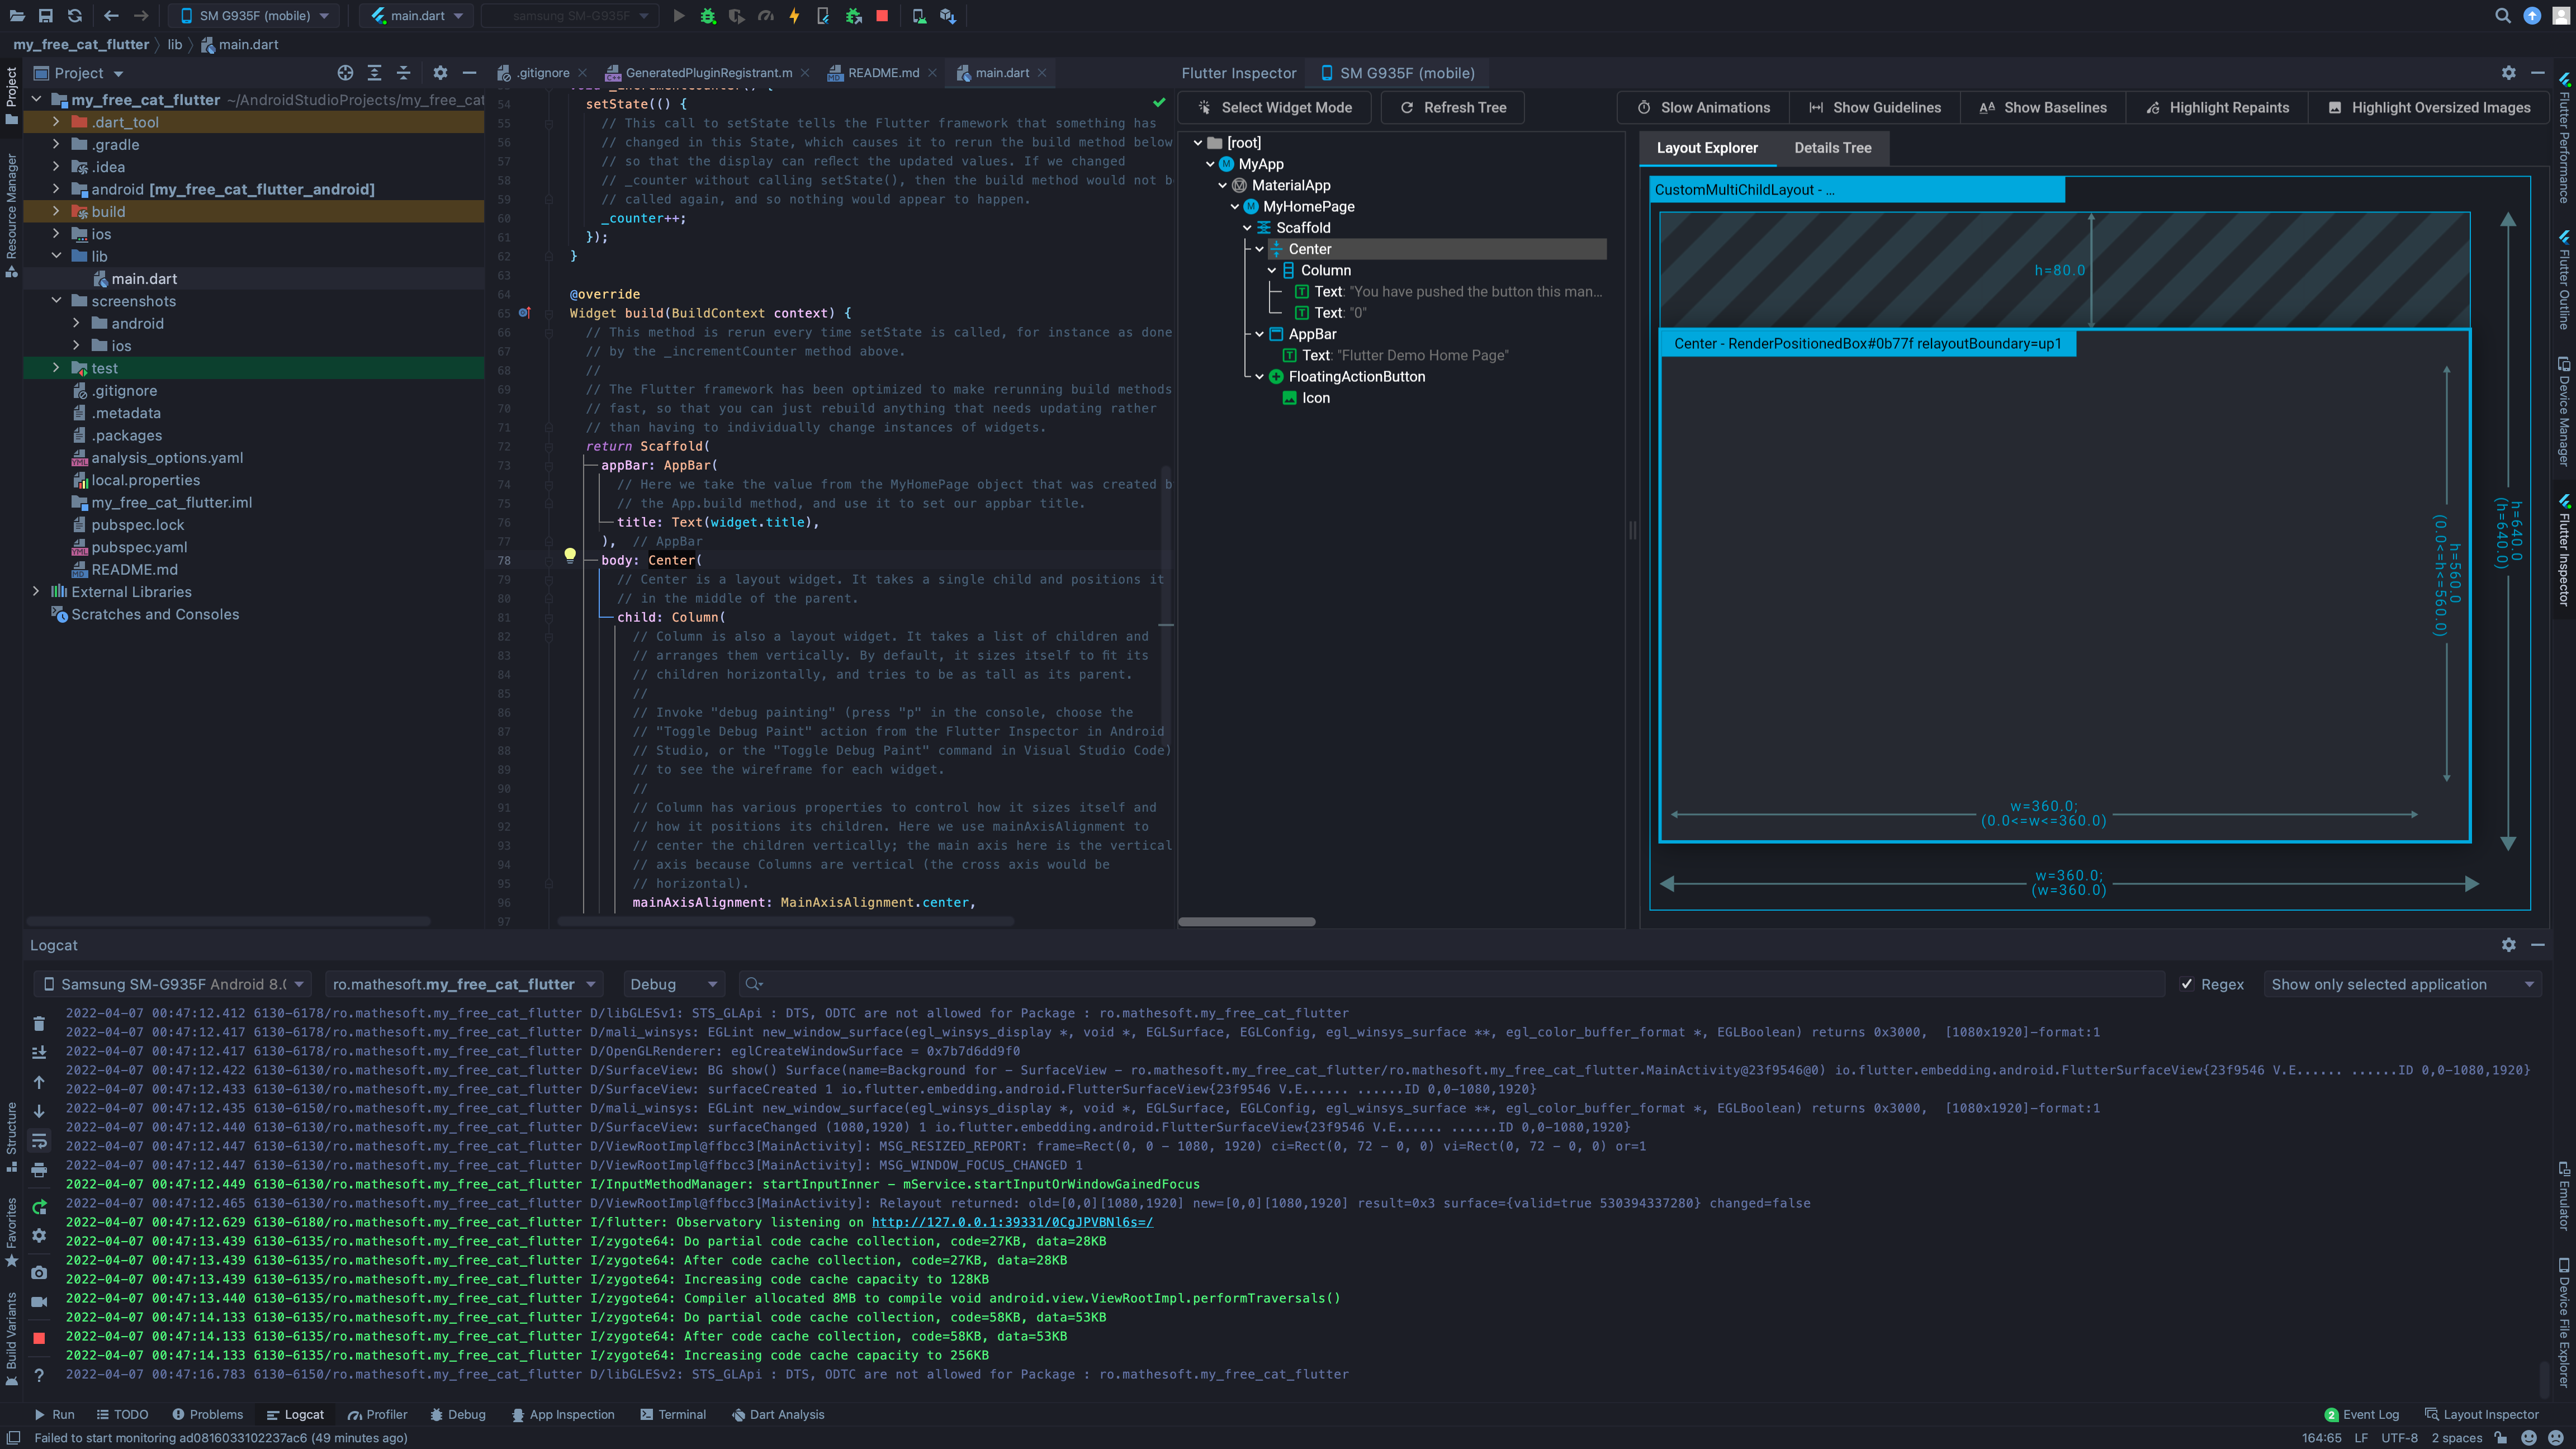 SM G935F (mobile)
main.dart
samsung SM-G935F
my_free_cat_flutter
lib
main.dart
Project
.gitignore
GeneratedPluginRegistrant.m
README.md
main.dart
Flutter Inspector
SM G935F (mobile)
Project
Resource Manager
Structure
Favorites
Build Variants
my_free_cat_flutter ~/AndroidStudioProjects/my_free_cat
.dart_tool
.gradle
.idea
android [my_free_cat_flutter_android]
build
ios
lib
main.dart
screenshots
android
ios
test
.gitignore
.metadata
.packages
analysis_options.yaml
local.properties
my_free_cat_flutter.iml
pubspec.lock
pubspec.yaml
README.md
External Libraries
Scratches and Consoles
54 setState(() {
55 // This call to setState tells the Flutter framework that something has
56 // changed in this State, which causes it to rerun the build method below
57 // so that the display can reflect the updated values. If we changed
58 // _counter without calling setState(), then the build method would not b
59 // called again, and so nothing would appear to happen.
60 _counter++;
61 });
62 }
63
64 @override
65 Widget build(BuildContext context) {
66 // This method is rerun every time setState is called, for instance as done
67 // by the _incrementCounter method above.
68 //
69 // The Flutter framework has been optimized to make rerunning build methods
70 // fast, so that you can just rebuild anything that needs updating rather
71 // than having to individually change instances of widgets.
72 return Scaffold(
73 appBar: AppBar(
74 // Here we take the value from the MyHomePage object that was created b
75 // the App.build method, and use it to set our appbar title.
76 title: Text(widget.title),
77 ), // AppBar
78 body: Center(
79 // Center is a layout widget. It takes a single child and positions it
80 // in the middle of the parent.
81 child: Column(
82 // Column is also a layout widget. It takes a list of children and
83 // arranges them vertically. By default, it sizes itself to fit its
84 // children horizontally, and tries to be as tall as its parent.
85 //
86 // Invoke "debug painting" (press "p" in the console, choose the
87 // "Toggle Debug Paint" action from the Flutter Inspector in Android
88 // Studio, or the "Toggle Debug Paint" command in Visual Studio Code)
89 // to see the wireframe for each widget.
90 //
91 // Column has various properties to control how it sizes itself and
92 // how it positions its children. Here we use mainAxisAlignment to
93 // center the children vertically; the main axis here is the vertical
94 // axis because Columns are vertical (the cross axis would be
95 // horizontal).
96 mainAxisAlignment: MainAxisAlignment.center,
97
Select Widget Mode
Refresh Tree
Slow Animations
Show Guidelines
Show Baselines
Highlight Repaints
Highlight Oversized Images
[root]
MyApp
MaterialApp
MyHomePage
Scaffold
Center
Column
Text: "You have pushed the button this man...
Text: "0"
AppBar
Text: "Flutter Demo Home Page"
FloatingActionButton
Icon
Layout Explorer
Details Tree
CustomMultiChildLayout - ...
h=80.0
Center - RenderPositionedBox#0b77f relayoutBoundary=up1
h=560.0
(0.0<=h<=560.0)
h=640.0
(h=640.0)
w=360.0;
(0.0<=w<=360.0)
w=360.0;
(w=360.0)
Flutter Performance
Flutter Outline
Device Manager
Flutter Inspector
Emulator
Device File Explorer
Logcat
Samsung SM-G935F Android 8.0
ro.mathesoft.my_free_cat_flutter
Debug
Regex
Show only selected application
2022-04-07 00:47:12.412 6130-6178/ro.mathesoft.my_free_cat_flutter D/libGLESv1: STS_GLApi : DTS, ODTC are not allowed for Package : ro.mathesoft.my_free_cat_flutter
2022-04-07 00:47:12.417 6130-6178/ro.mathesoft.my_free_cat_flutter D/mali_winsys: EGLint new_window_surface(egl_winsys_display *, void *, EGLSurface, EGLConfig, egl_winsys_surface **, egl_color_buffer_format *, EGLBoolean) returns 0x3000,  [1080x1920]-format:1
2022-04-07 00:47:12.417 6130-6178/ro.mathesoft.my_free_cat_flutter D/OpenGLRenderer: eglCreateWindowSurface = 0x7b7d6dd9f0
2022-04-07 00:47:12.422 6130-6130/ro.mathesoft.my_free_cat_flutter D/SurfaceView: BG show() Surface(name=Background for - SurfaceView - ro.mathesoft.my_free_cat_flutter/ro.mathesoft.my_free_cat_flutter.MainActivity@23f9546@0) io.flutter.embedding.android.FlutterSurfaceView{23f9546 V.E...... ......ID 0,0-1080,1920}
2022-04-07 00:47:12.433 6130-6130/ro.mathesoft.my_free_cat_flutter D/SurfaceView: surfaceCreated 1 io.flutter.embedding.android.FlutterSurfaceView{23f9546 V.E...... ......ID 0,0-1080,1920}
2022-04-07 00:47:12.435 6130-6150/ro.mathesoft.my_free_cat_flutter D/mali_winsys: EGLint new_window_surface(egl_winsys_display *, void *, EGLSurface, EGLConfig, egl_winsys_surface **, egl_color_buffer_format *, EGLBoolean) returns 0x3000,  [1080x1920]-format:1
2022-04-07 00:47:12.440 6130-6130/ro.mathesoft.my_free_cat_flutter D/SurfaceView: surfaceChanged (1080,1920) 1 io.flutter.embedding.android.FlutterSurfaceView{23f9546 V.E...... ......ID 0,0-1080,1920}
2022-04-07 00:47:12.447 6130-6130/ro.mathesoft.my_free_cat_flutter D/ViewRootImpl@ffbcc3[MainActivity]: MSG_RESIZED_REPORT: frame=Rect(0, 0 - 1080, 1920) ci=Rect(0, 72 - 0, 0) vi=Rect(0, 72 - 0, 0) or=1
2022-04-07 00:47:12.447 6130-6130/ro.mathesoft.my_free_cat_flutter D/ViewRootImpl@ffbcc3[MainActivity]: MSG_WINDOW_FOCUS_CHANGED 1
2022-04-07 00:47:12.449 6130-6130/ro.mathesoft.my_free_cat_flutter I/InputMethodManager: startInputInner - mService.startInputOrWindowGainedFocus
2022-04-07 00:47:12.465 6130-6130/ro.mathesoft.my_free_cat_flutter D/ViewRootImpl@ffbcc3[MainActivity]: Relayout returned: old=[0,0][1080,1920] new=[0,0][1080,1920] result=0x3 surface={valid=true 530394337280} changed=false
2022-04-07 00:47:12.629 6130-6180/ro.mathesoft.my_free_cat_flutter I/flutter: Observatory listening on http://127.0.0.1:39331/0CgJPVBNl6s=/
2022-04-07 00:47:13.439 6130-6135/ro.mathesoft.my_free_cat_flutter I/zygote64: Do partial code cache collection, code=27KB, data=28KB
2022-04-07 00:47:13.439 6130-6135/ro.mathesoft.my_free_cat_flutter I/zygote64: After code cache collection, code=27KB, data=28KB
2022-04-07 00:47:13.439 6130-6135/ro.mathesoft.my_free_cat_flutter I/zygote64: Increasing code cache capacity to 128KB
2022-04-07 00:47:13.440 6130-6135/ro.mathesoft.my_free_cat_flutter I/zygote64: Compiler allocated 8MB to compile void android.view.ViewRootImpl.performTraversals()
2022-04-07 00:47:14.133 6130-6135/ro.mathesoft.my_free_cat_flutter I/zygote64: Do partial code cache collection, code=58KB, data=53KB
2022-04-07 00:47:14.133 6130-6135/ro.mathesoft.my_free_cat_flutter I/zygote64: After code cache collection, code=58KB, data=53KB
2022-04-07 00:47:14.133 6130-6135/ro.mathesoft.my_free_cat_flutter I/zygote64: Increasing code cache capacity to 256KB
2022-04-07 00:47:16.783 6130-6150/ro.mathesoft.my_free_cat_flutter D/libGLESv2: STS_GLApi : DTS, ODTC are not allowed for Package : ro.mathesoft.my_free_cat_flutter
Run
TODO
Problems
Logcat
Profiler
Debug
App Inspection
Terminal
Dart Analysis
2 Event Log
Layout Inspector
Failed to start monitoring ad0816033102237ac6 (49 minutes ago)
164:65 LF UTF-8 2 spaces